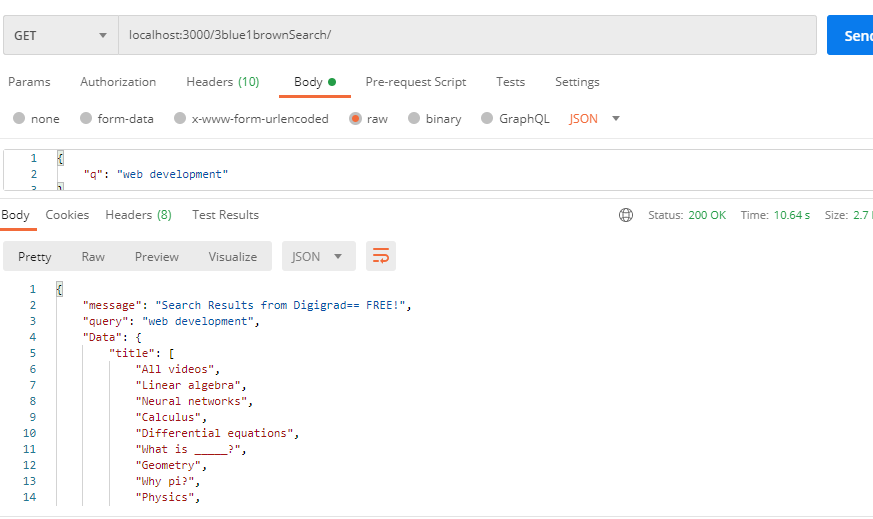 GET localhost:3000/3blue1brownSearch/ Send
Params Authorization Headers (10) Body Pre-request Script Tests Settings
none form-data x-www-form-urlencoded raw binary GraphQL JSON
1 {
2 "q": "web development"
3 }
Body Cookies Headers (8) Test Results Status: 200 OK Time: 10.64 s Size: 2.7
Pretty Raw Preview Visualize JSON
1 {
2 "message": "Search Results from Digigrad== FREE!",
3 "query": "web development",
4 "Data": {
5 "title": [
6 "All videos",
7 "Linear algebra",
8 "Neural networks",
9 "Calculus",
10 "Differential equations",
11 "What is _____?",
12 "Geometry",
13 "Why pi?",
14 "Physics",